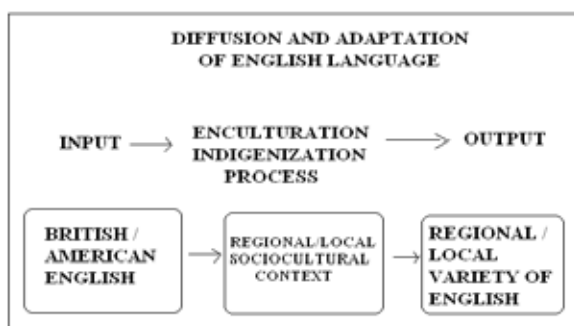 DIFFUSION AND ADAPTATION
OF ENGLISH LANGUAGE
INPUT
ENCULTURATION
INDIGENIZATION
PROCESS
OUTPUT
BRITISH /
AMERICAN
ENGLISH
REGIONAL/LOCAL
SOCIOCULTURAL
CONTEXT
REGIONAL /
LOCAL
VARIETY OF
ENGLISH